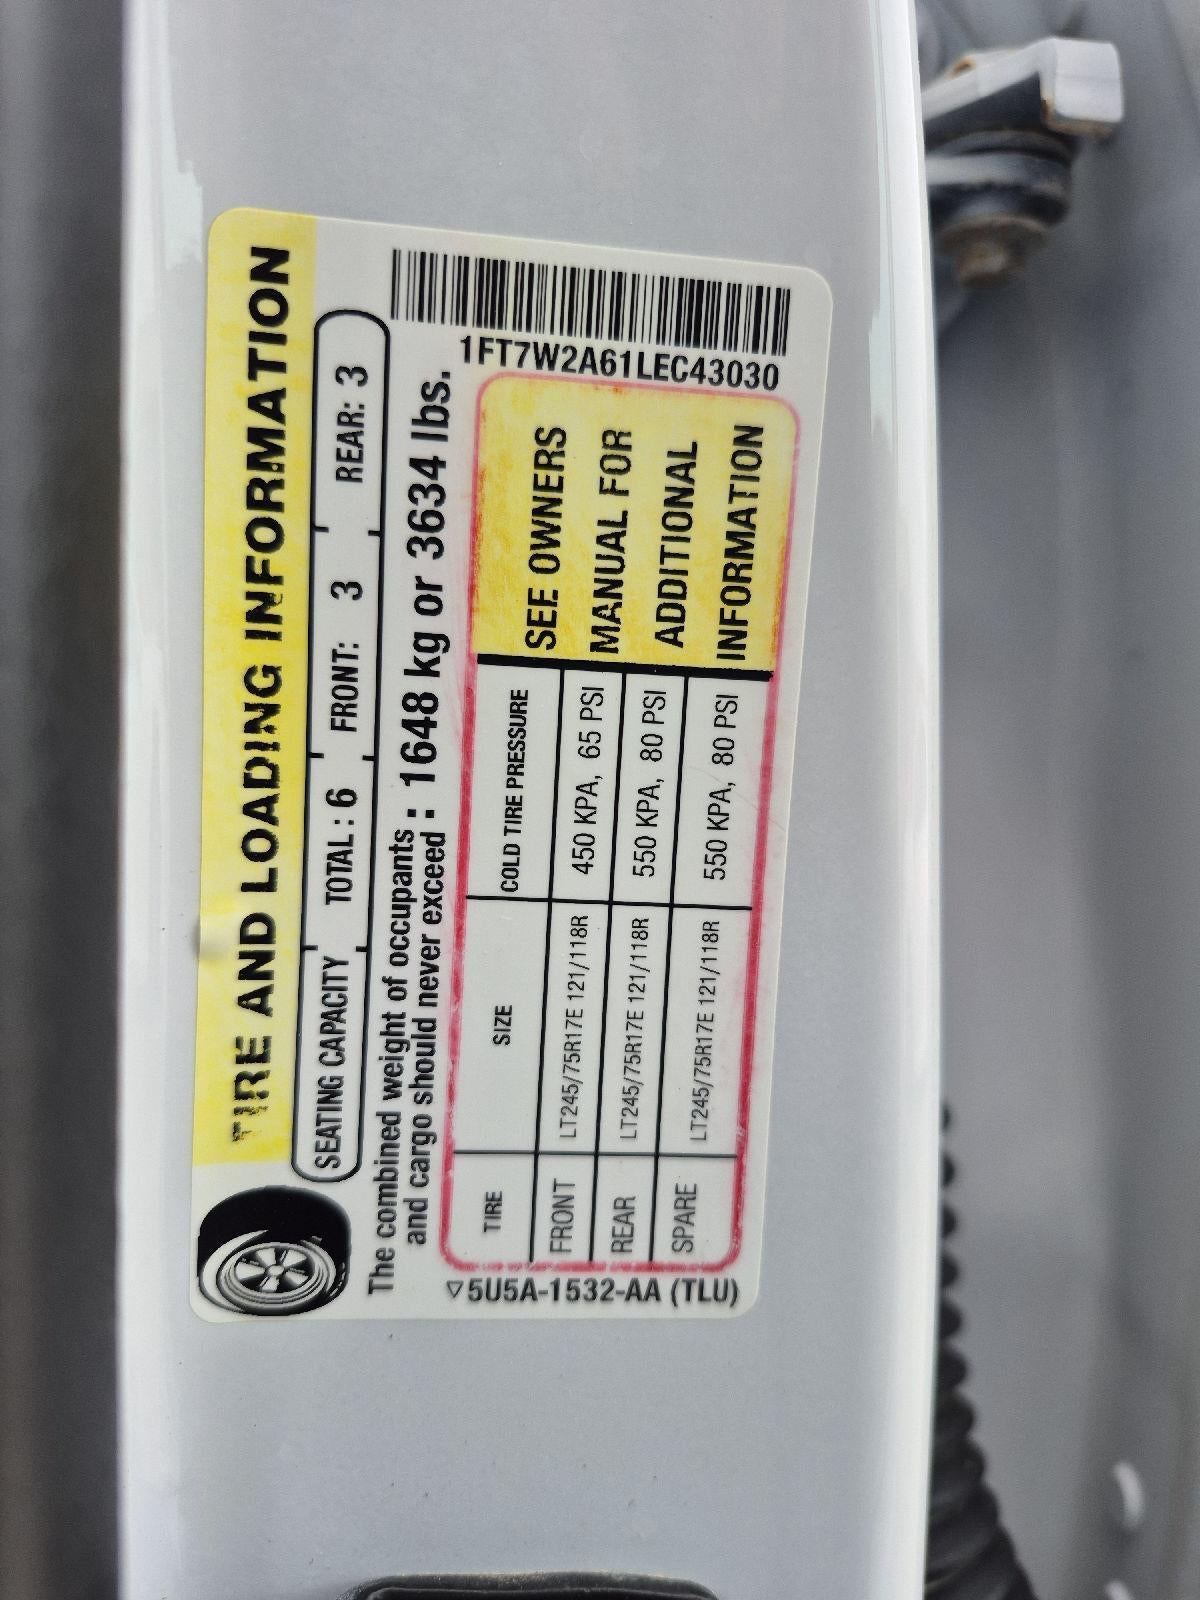 TIRE AND LOADING INFORMATION
SEATING CAPACITY TOTAL : 6 FRONT: 3 REAR: 3
The combined weight of occupants
and cargo should never exceed : 1648 kg or 3634 lbs.
1FT7W2A61LEC43030
TIRE SIZE COLD TIRE PRESSURE
FRONT LT245/75R17E 121/118R 450 KPA, 65 PSI
REAR LT245/75R17E 121/118R 550 KPA, 80 PSI
SPARE LT245/75R17E 121/118R 550 KPA, 80 PSI
SEE OWNERS
MANUAL FOR
ADDITIONAL
INFORMATION
▽5U5A-1532-AA (TLU)